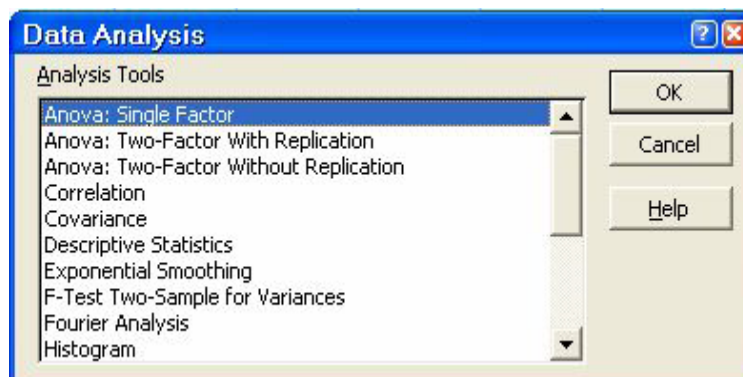 Data Analysis
Analysis Tools
Anova: Single Factor
Anova: Two-Factor With Replication
Anova: Two-Factor Without Replication
Correlation
Covariance
Descriptive Statistics
Exponential Smoothing
F-Test Two-Sample for Variances
Fourier Analysis
Histogram
OK
Cancel
Help